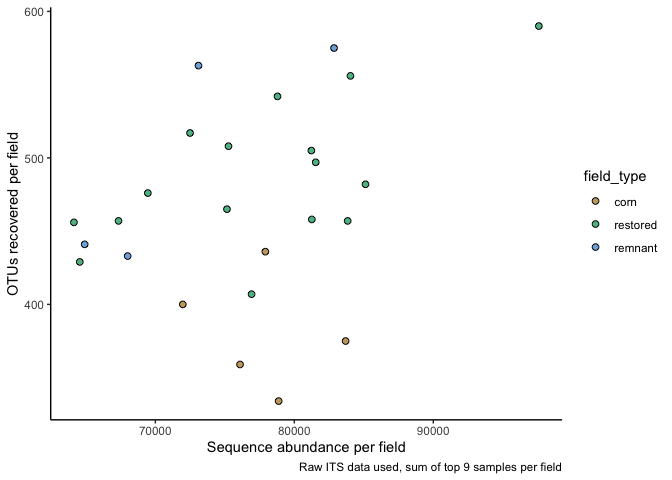 600
500
400
OTUs recovered per field
70000
80000
90000
Sequence abundance per field
Raw ITS data used, sum of top 9 samples per field
field_type
corn
restored
remnant